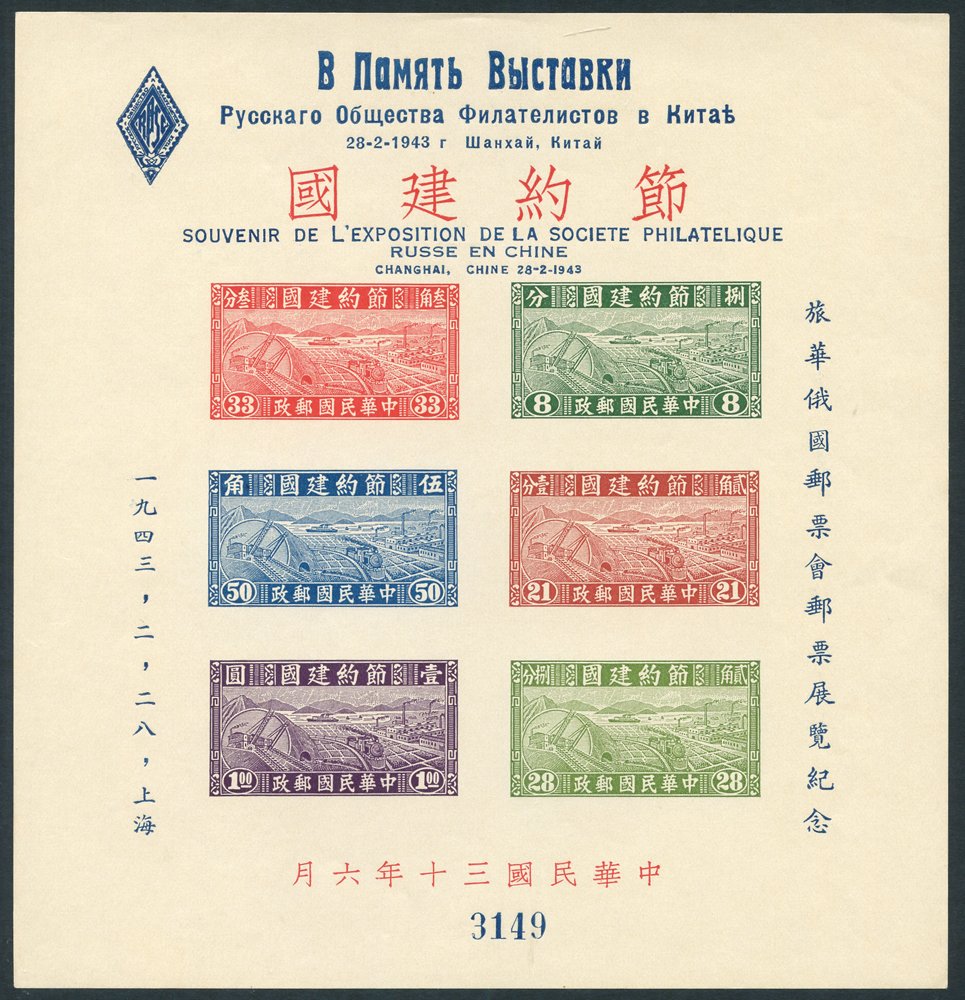 В Память Выставки
Русскаго Общества Филателистов в Китаѣ
28-2-1943 г Шанхай, Китай
節約建國
SOUVENIR DE L'EXPOSITION DE LA SOCIETE PHILATELIQUE
RUSSE EN CHINE
CHANGHAI, CHINE 28-2-1943
叁角 節約建國 叁分
33 中華民國郵政 33
捌 節約建國 分
8 中華民國郵政 8
伍 節約建國 角
50 中華民國郵政 50
貳角 節約建國 壹分
21 中華民國郵政 21
壹 節約建國 圓
1.00 中華民國郵政 1.00
貳角 節約建國 捌分
28 中華民國郵政 28
旅華俄國郵票會郵票展覽紀念
一九四三,二,二八,上海
中華民國三十年六月
3149